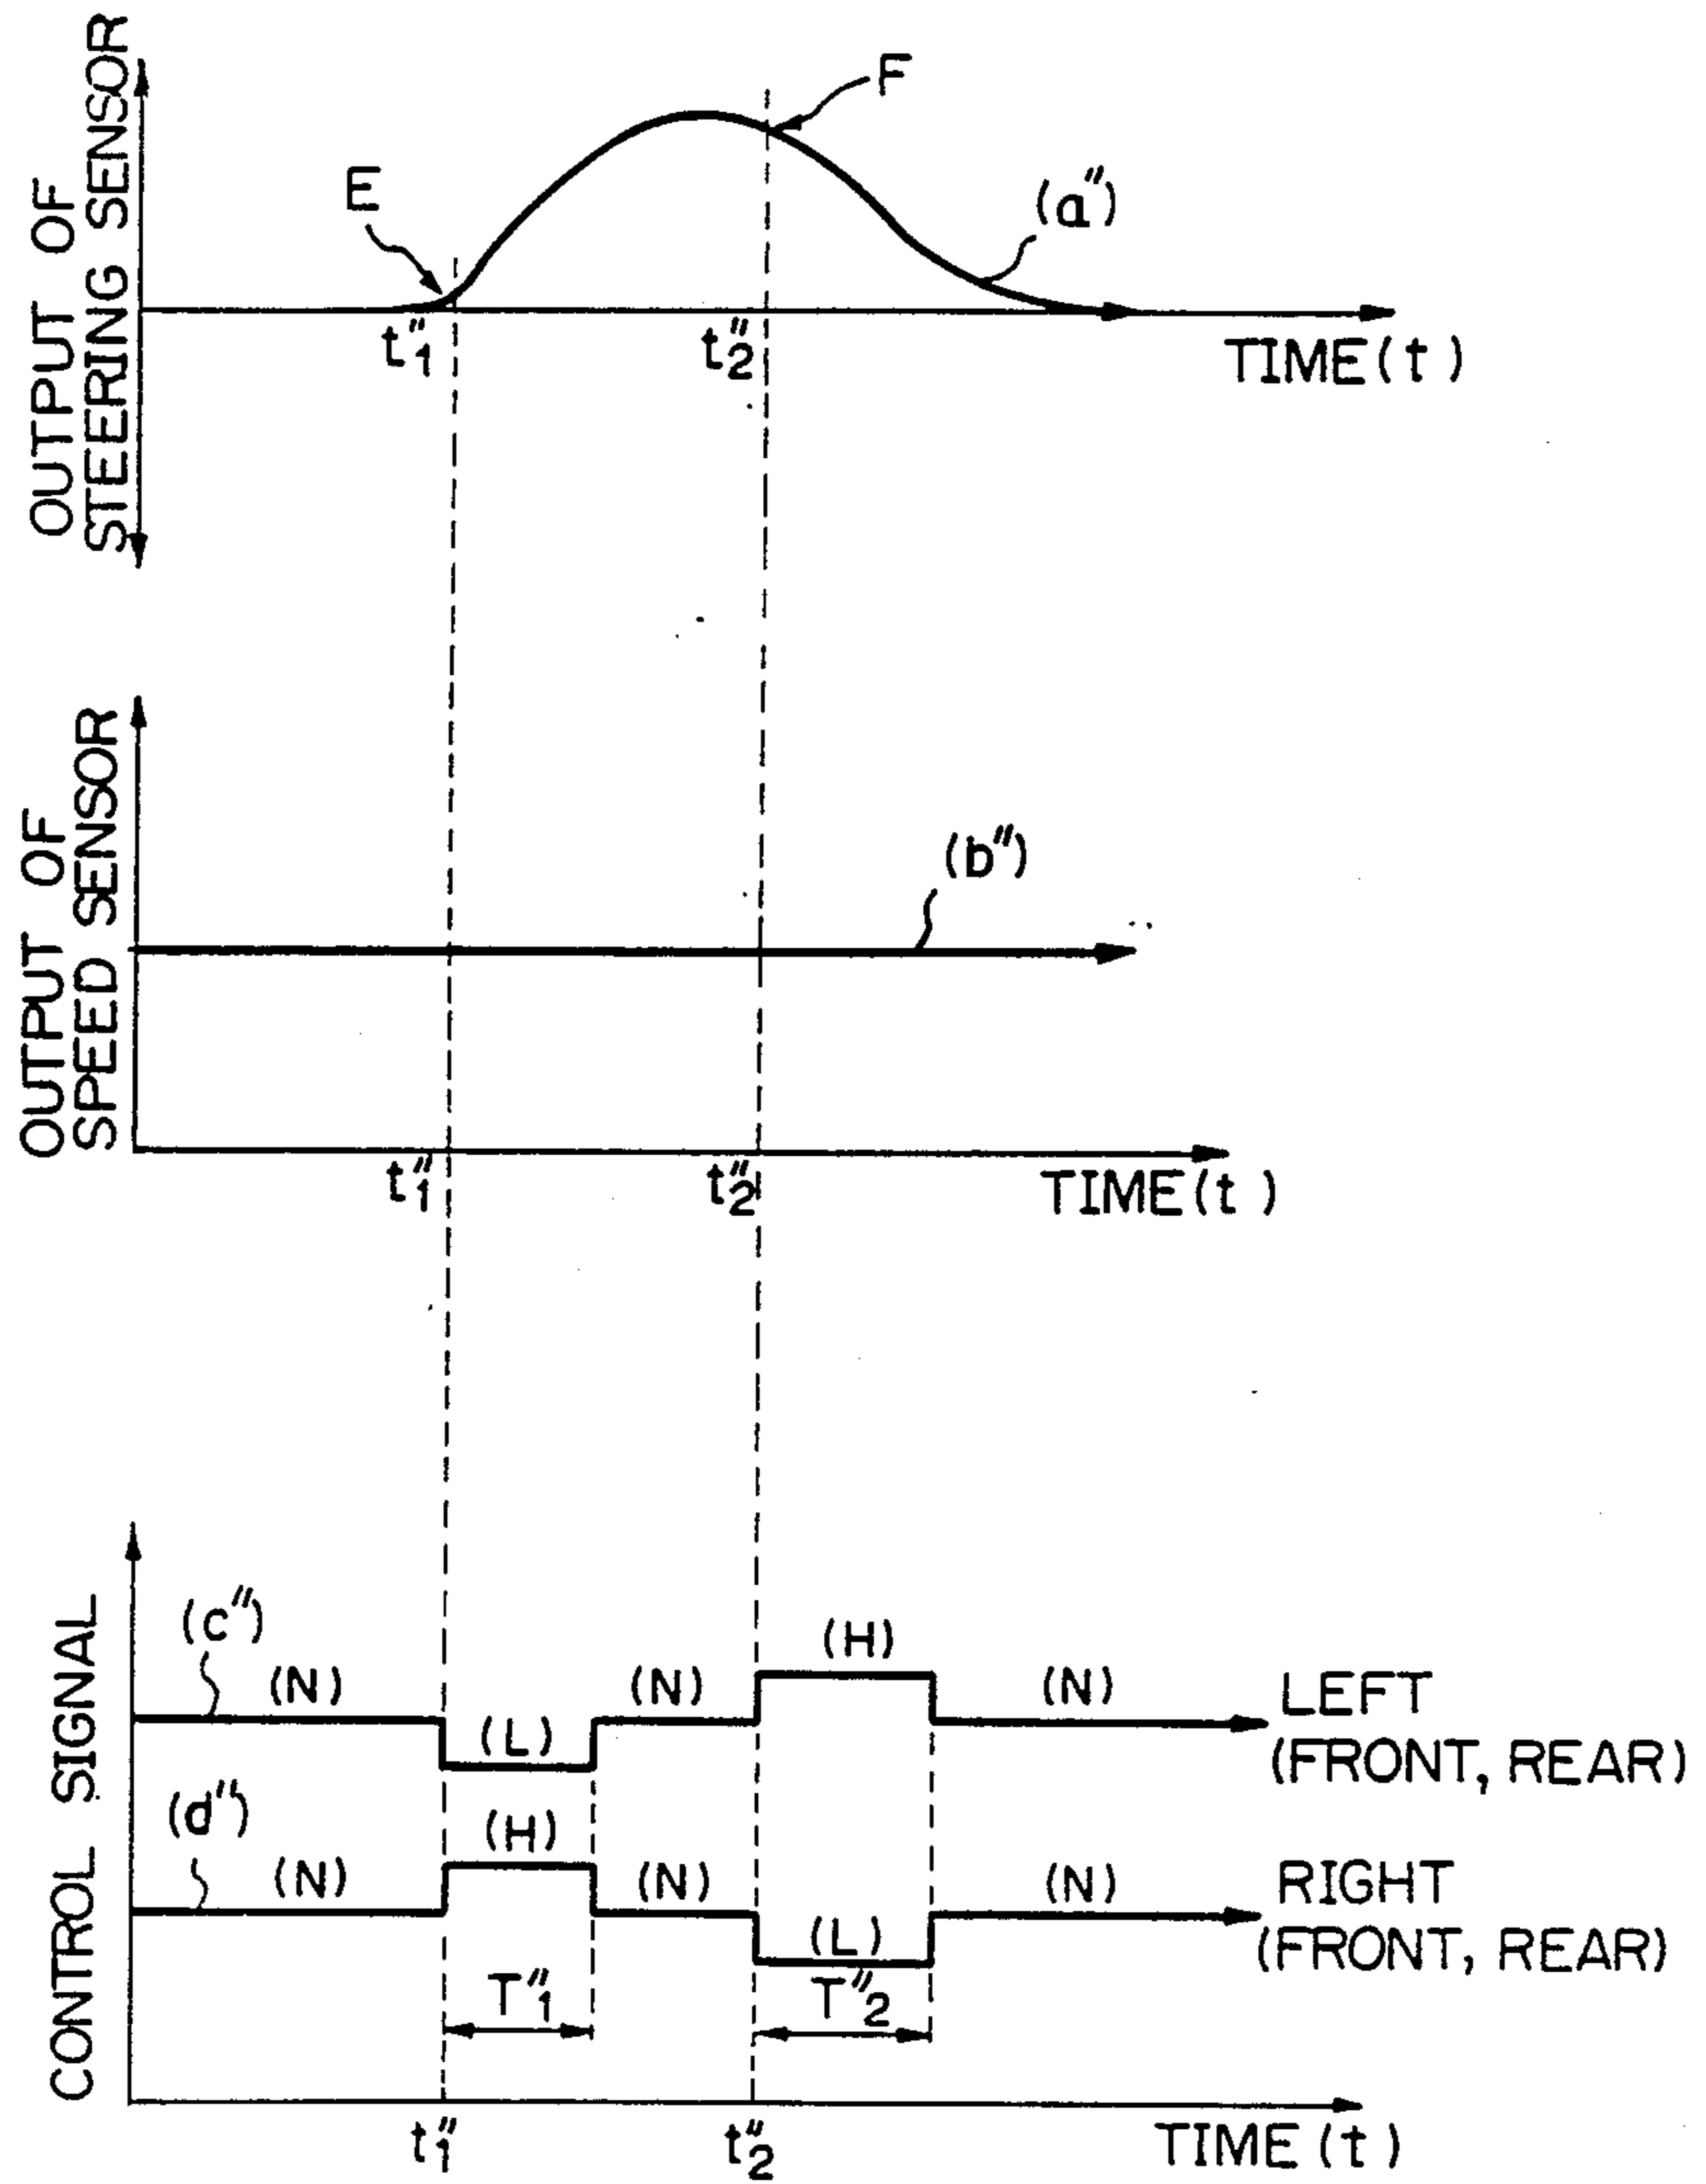 OUTPUT OF
STEERING SENSOR
E
F
(a")
t"1
t"2
TIME(t)
OUTPUT OF
SPEED SENSOR
(b")
t"1
t"2
TIME(t)
CONTROL SIGNAL
(c")
(N)
(L)
(N)
(H)
(N)
LEFT
(FRONT, REAR)
(d")
(N)
(H)
(N)
(L)
(N)
RIGHT
(FRONT, REAR)
T"1
T"2
t"1
t"2
TIME(t)